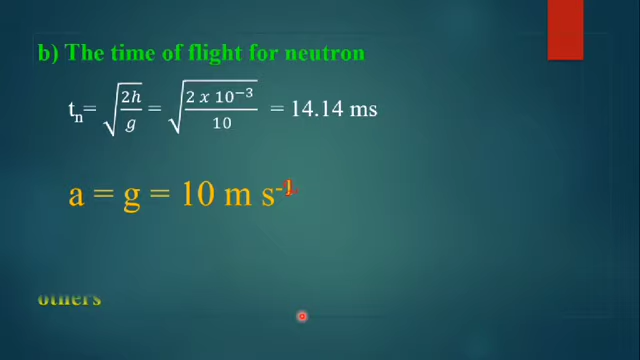 b) The time of flight for neutron
tn= √(2h/g) = √(2 x 10⁻³/10) = 14.14 ms
a = g = 10 m s⁻¹
others